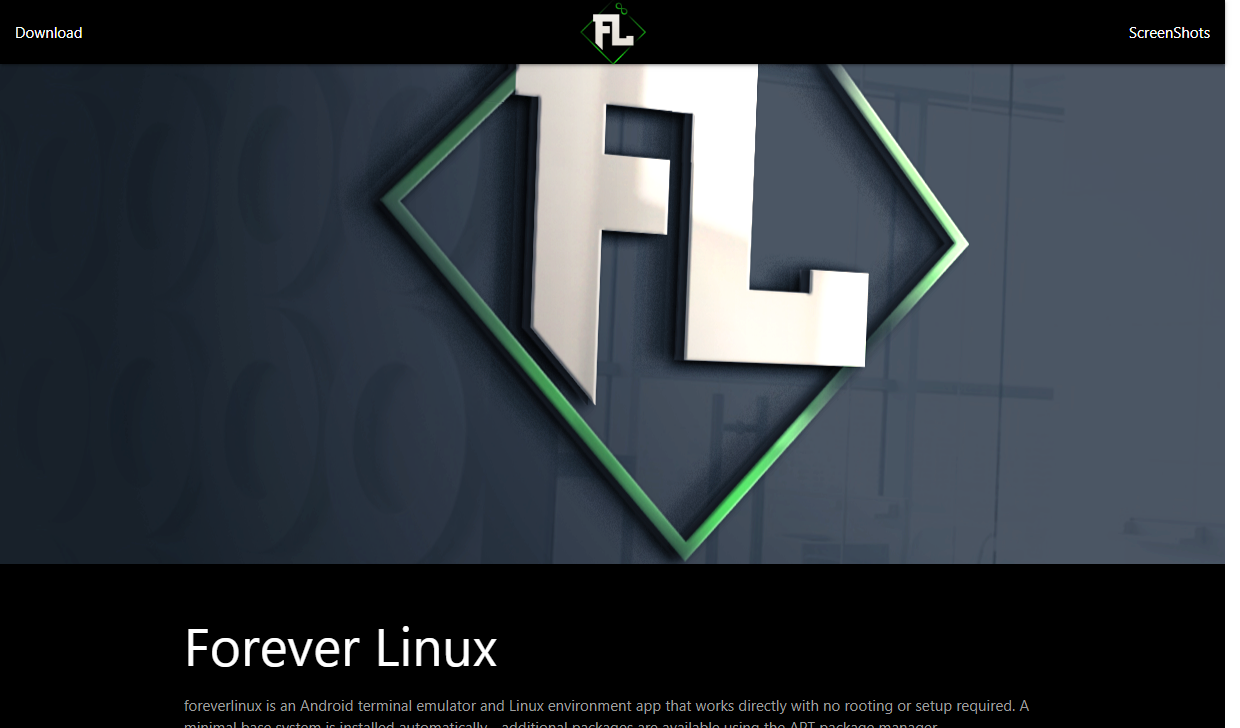 Download
FL
ScreenShots
FL
Forever Linux
foreverlinux is an Android terminal emulator and Linux environment app that works directly with no rooting or setup required. A
minimal base system is installed automatically - additional packages are available using the APT package manager.